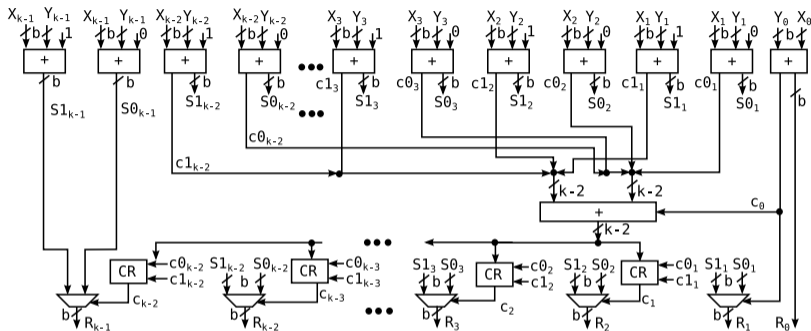 X_{k-1} Y_{k-1} X_{k-1} Y_{k-1} X_{k-2} Y_{k-2} X_{k-2} Y_{k-2} X_3 Y_3 X_3 Y_3 X_2 Y_2 X_2 Y_2 X_1 Y_1 X_1 Y_1 Y_0 X_0
b 1 b 0 b 1 b 0 b 1 b 0 b 1 b 0 b 1 b 0 b b
+ + + + + + + + + + +
b b b b c1_3 b c0_3 b c1_2 b c0_2 b c1_1 b c0_1 b b
S1_{k-1} S0_{k-1} S1_{k-2} S0_{k-2} S1_3 S0_3 S1_2 S0_2 S1_1 S0_1
c0_{k-2}
c1_{k-2}
k-2 k-2
+ c_0
k-2
CR c0_{k-2} S1_{k-2} S0_{k-2} CR c0_{k-3} S1_3 S0_3 CR c0_2 S1_2 S0_2 CR c0_1 S1_1 S0_1
c1_{k-2} b c1_{k-3} b c1_2 b c1_1 b
c_{k-2} c_{k-3} c_2 c_1
b b b b b
R_{k-1} R_{k-2} R_3 R_2 R_1 R_0